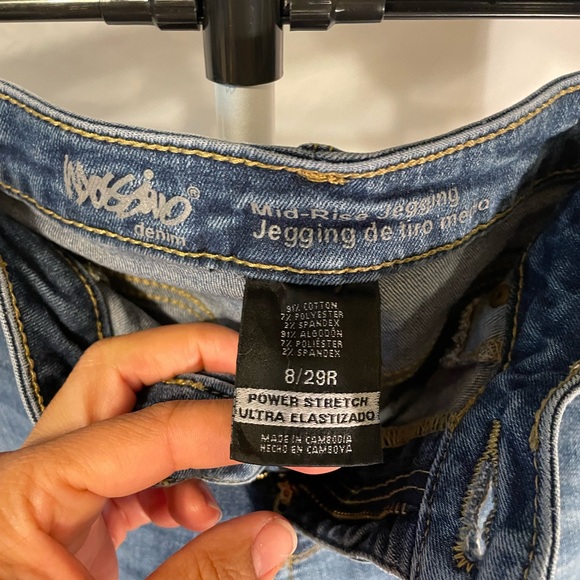 MOSSIMO®
denim
Mid-Rise Jegging
Jegging de tiro medio
91% COTTON
7% POLYESTER
2% SPANDEX
91% ALGODÓN
7% POLIÉSTER
2% SPANDEX
8/29R
POWER STRETCH
ULTRA ELASTIZADO
MADE IN CAMBODIA
HECHO EN CAMBOYA